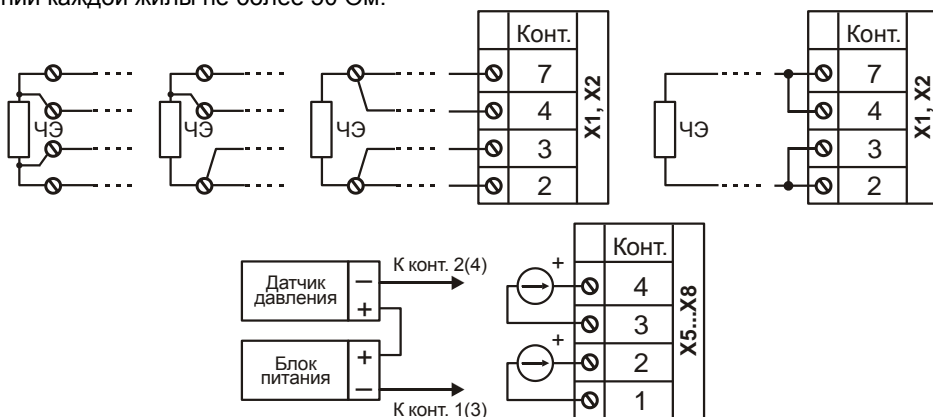 нии каждой жилы не более 50 Ом.
Конт.
7
4
3
2
X1, X2
ЧЭ
ЧЭ
ЧЭ
ЧЭ
Конт.
7
4
3
2
X1, X2
Датчик
давления
–
+
К конт. 2(4)
Блок
питания
+
–
К конт. 1(3)
+
+
Конт.
4
3
2
1
X5...X8